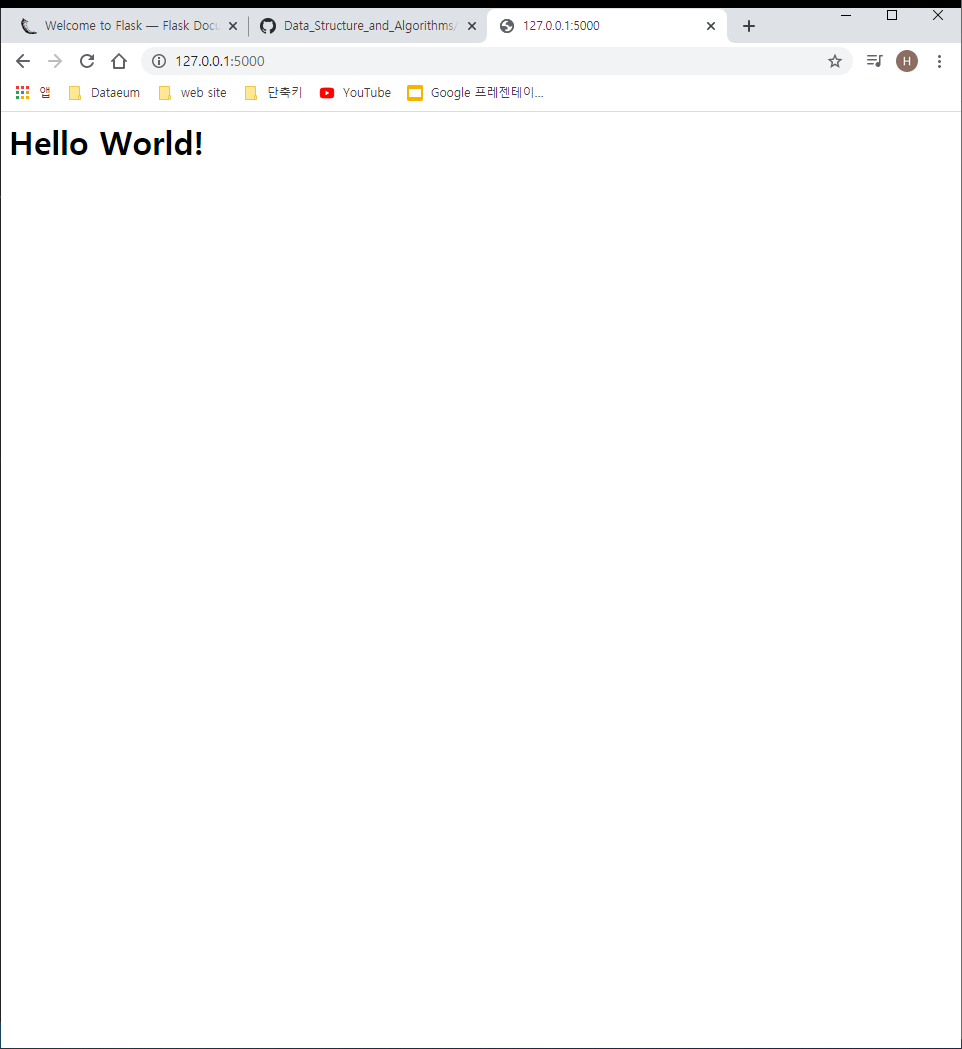 Welcome to Flask — Flask Docu
Data_Structure_and_Algorithms/
127.0.0.1:5000
127.0.0.1:5000
H
앱
Dataeum
web site
단축키
YouTube
Google 프레젠테이...
Hello World!